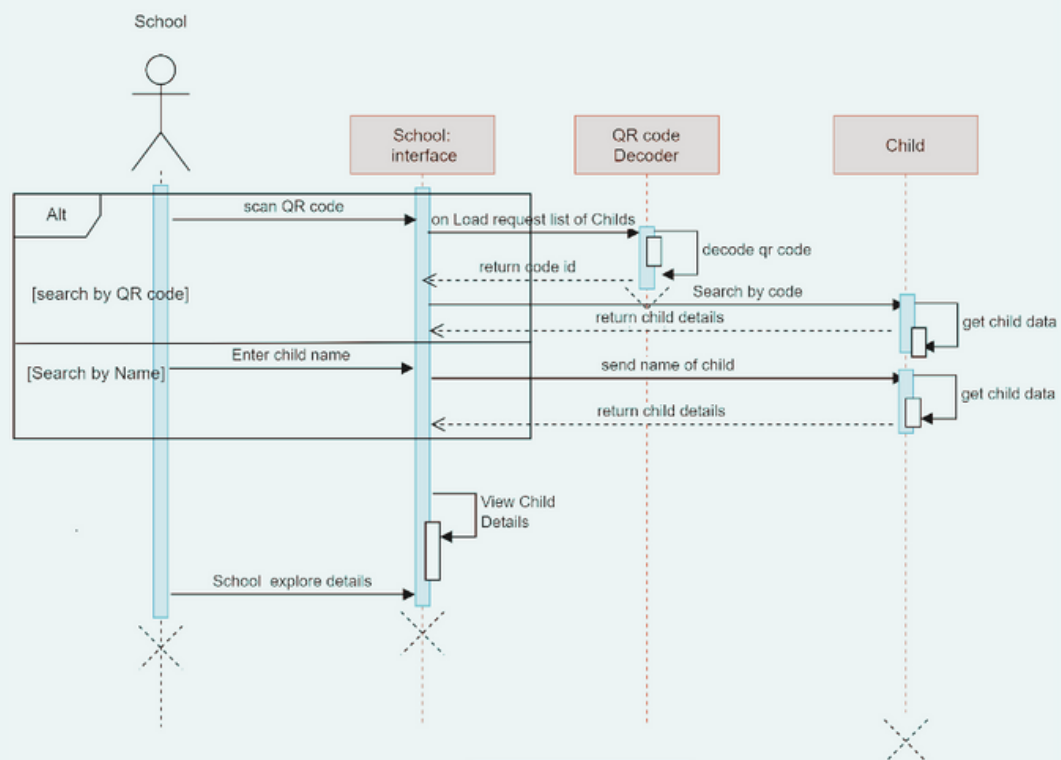 School
School:
interface
QR code
Decoder
Child
Alt
scan QR code
on Load request list of Childs
decode qr code
return code id
[search by QR code]
Search by code
return child details
get child data
Enter child name
[Search by Name]
send name of child
get child data
return child details
View Child
Details
School explore details